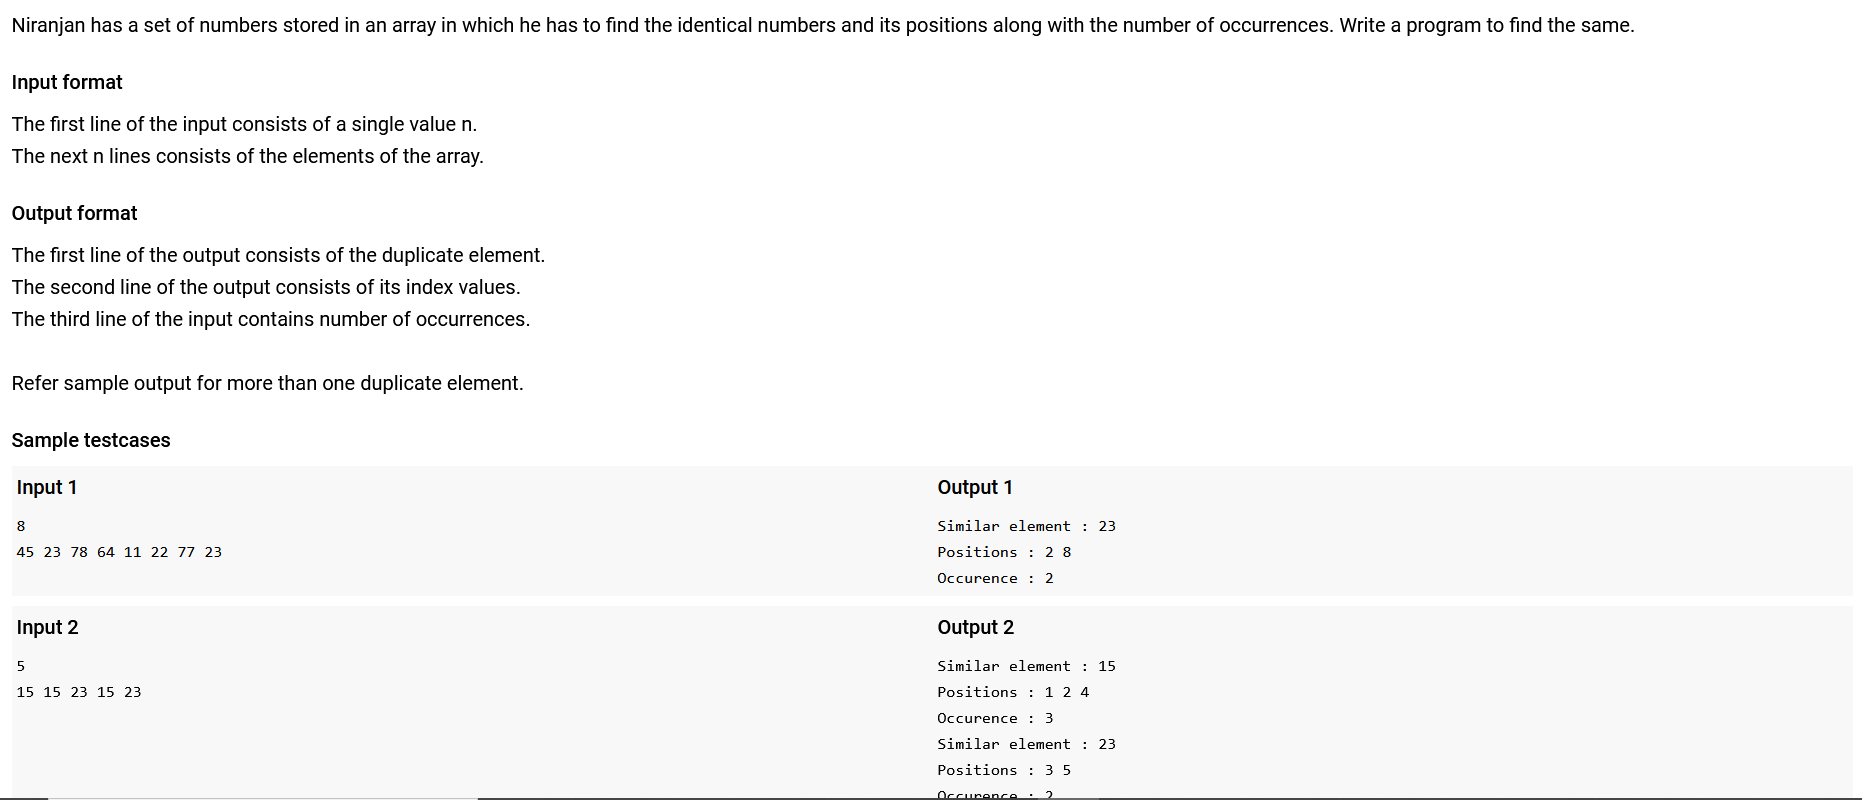 Niranjan has a set of numbers stored in an array in which he has to find the identical numbers and its positions along with the number of occurrences. Write a program to find the same.
Input format
The first line of the input consists of a single value n.
The next n lines consists of the elements of the array.
Output format
The first line of the output consists of the duplicate element.
The second line of the output consists of its index values.
The third line of the input contains number of occurrences.
Refer sample output for more than one duplicate element.
Sample testcases
Input 1
8
45 23 78 64 11 22 77 23
Output 1
Similar element : 23
Positions : 2 8
Occurence : 2
Input 2
5
15 15 23 15 23
Output 2
Similar element : 15
Positions : 1 2 4
Occurence : 3
Similar element : 23
Positions : 3 5
Occurence : 2